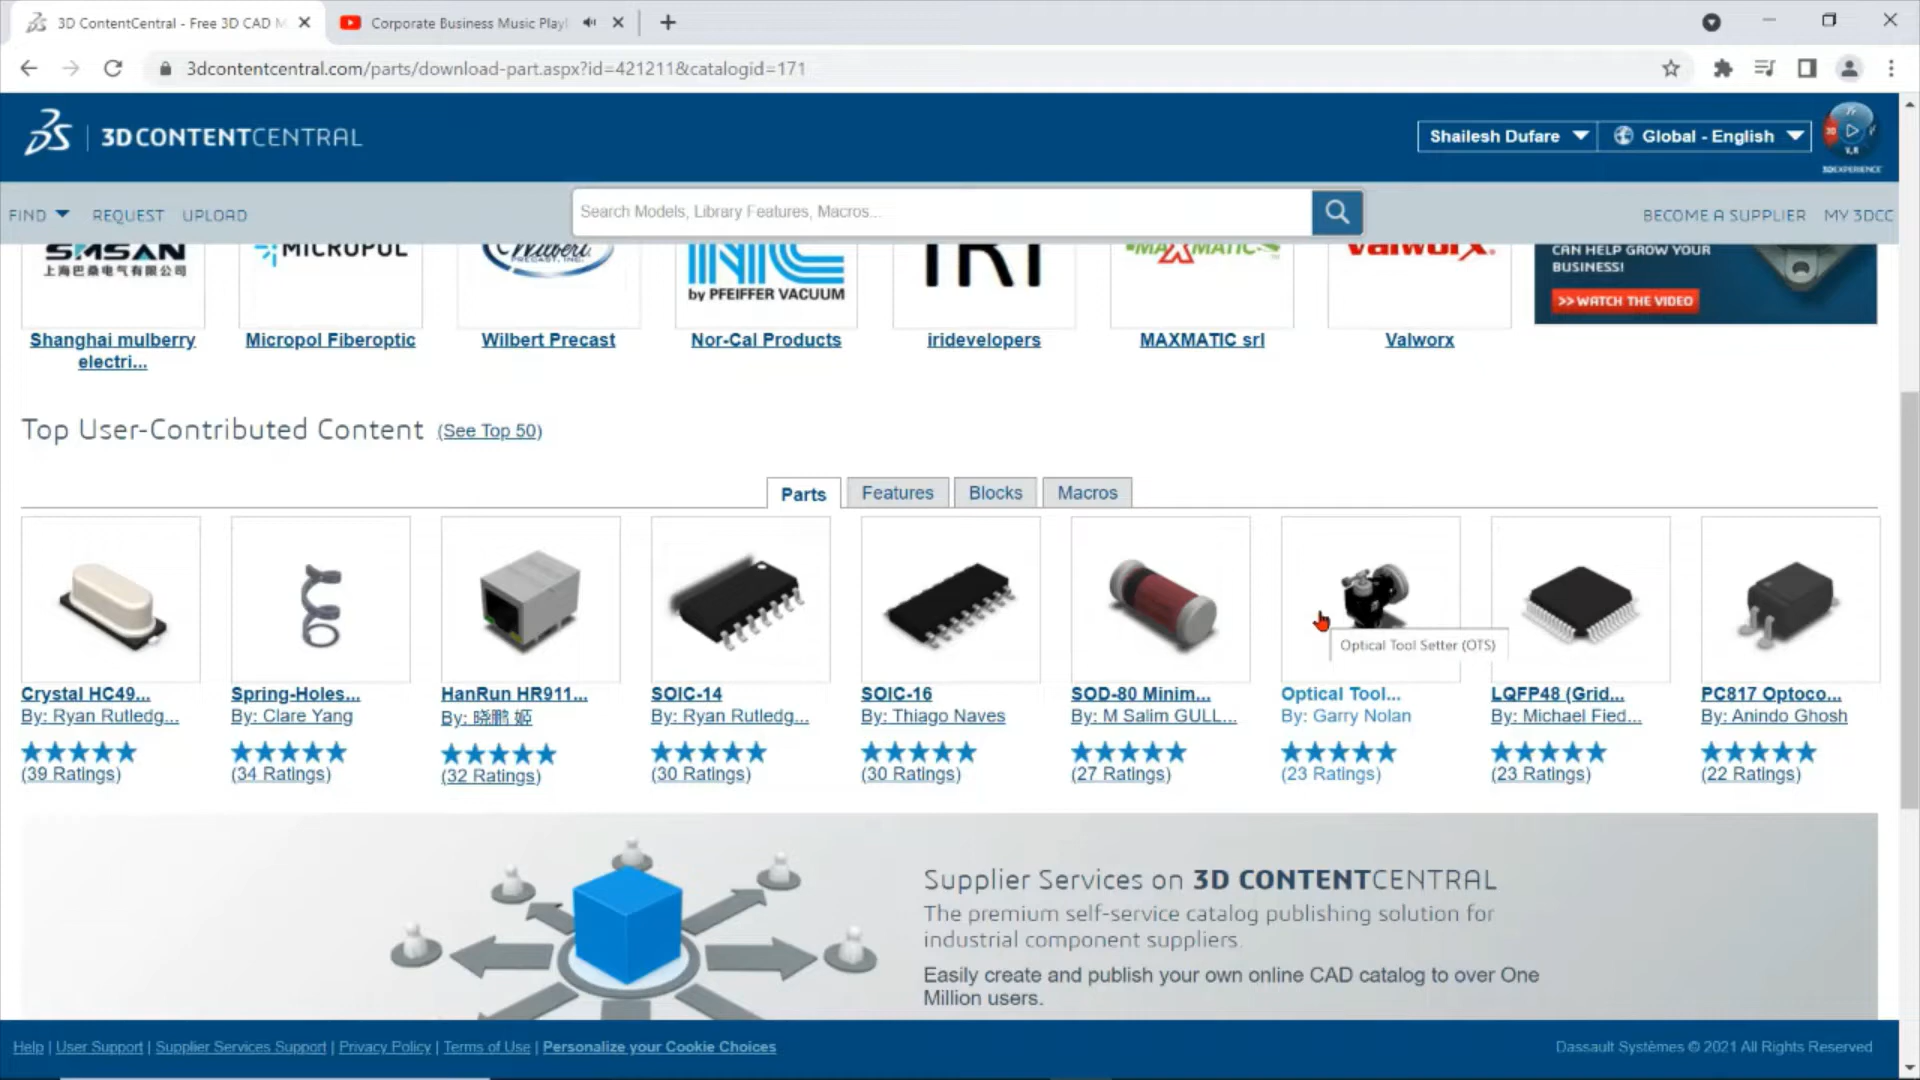 3D ContentCentral - Free 3D CAD M
Corporate Business Music Play
3dcontentcentral.com/parts/download-part.aspx?id=421211&catalogid=171
3DCONTENTCENTRAL
Shailesh Dufare
Global - English
3DEXPERIENCE
FIND
REQUEST
UPLOAD
Search Models, Library Features, Macros...
BECOME A SUPPLIER
MY 3DCC
SMSAN
上海巴桑电气有限公司
MICROPOL
Wilbert
PRECAST, INC.
by PFEIFFER VACUUM
IRI
MAXMATIC
valworx.
CAN HELP GROW YOUR
BUSINESS!
>> WATCH THE VIDEO
Shanghai mulberry
electri...
Micropol Fiberoptic
Wilbert Precast
Nor-Cal Products
iridevelopers
MAXMATIC srl
Valworx
Top User-Contributed Content (See Top 50)
Parts
Features
Blocks
Macros
Optical Tool Setter (OTS)
Crystal HC49...
By: Ryan Rutledg...
(39 Ratings)
Spring-Holes...
By: Clare Yang
(34 Ratings)
HanRun HR911...
By: 晓鹏 姬
(32 Ratings)
SOIC-14
By: Ryan Rutledg...
(30 Ratings)
SOIC-16
By: Thiago Naves
(30 Ratings)
SOD-80 Minim...
By: M Salim GULL...
(27 Ratings)
Optical Tool...
By: Garry Nolan
(23 Ratings)
LQFP48 (Grid...
By: Michael Fied...
(23 Ratings)
PC817 Optoco...
By: Anindo Ghosh
(22 Ratings)
Supplier Services on 3D CONTENTCENTRAL
The premium self-service catalog publishing solution for
industrial component suppliers.
Easily create and publish your own online CAD catalog to over One
Million users.
Help | User Support | Supplier Services Support | Privacy Policy | Terms of Use | Personalize your Cookie Choices
Dassault Systèmes © 2021 All Rights Reserved